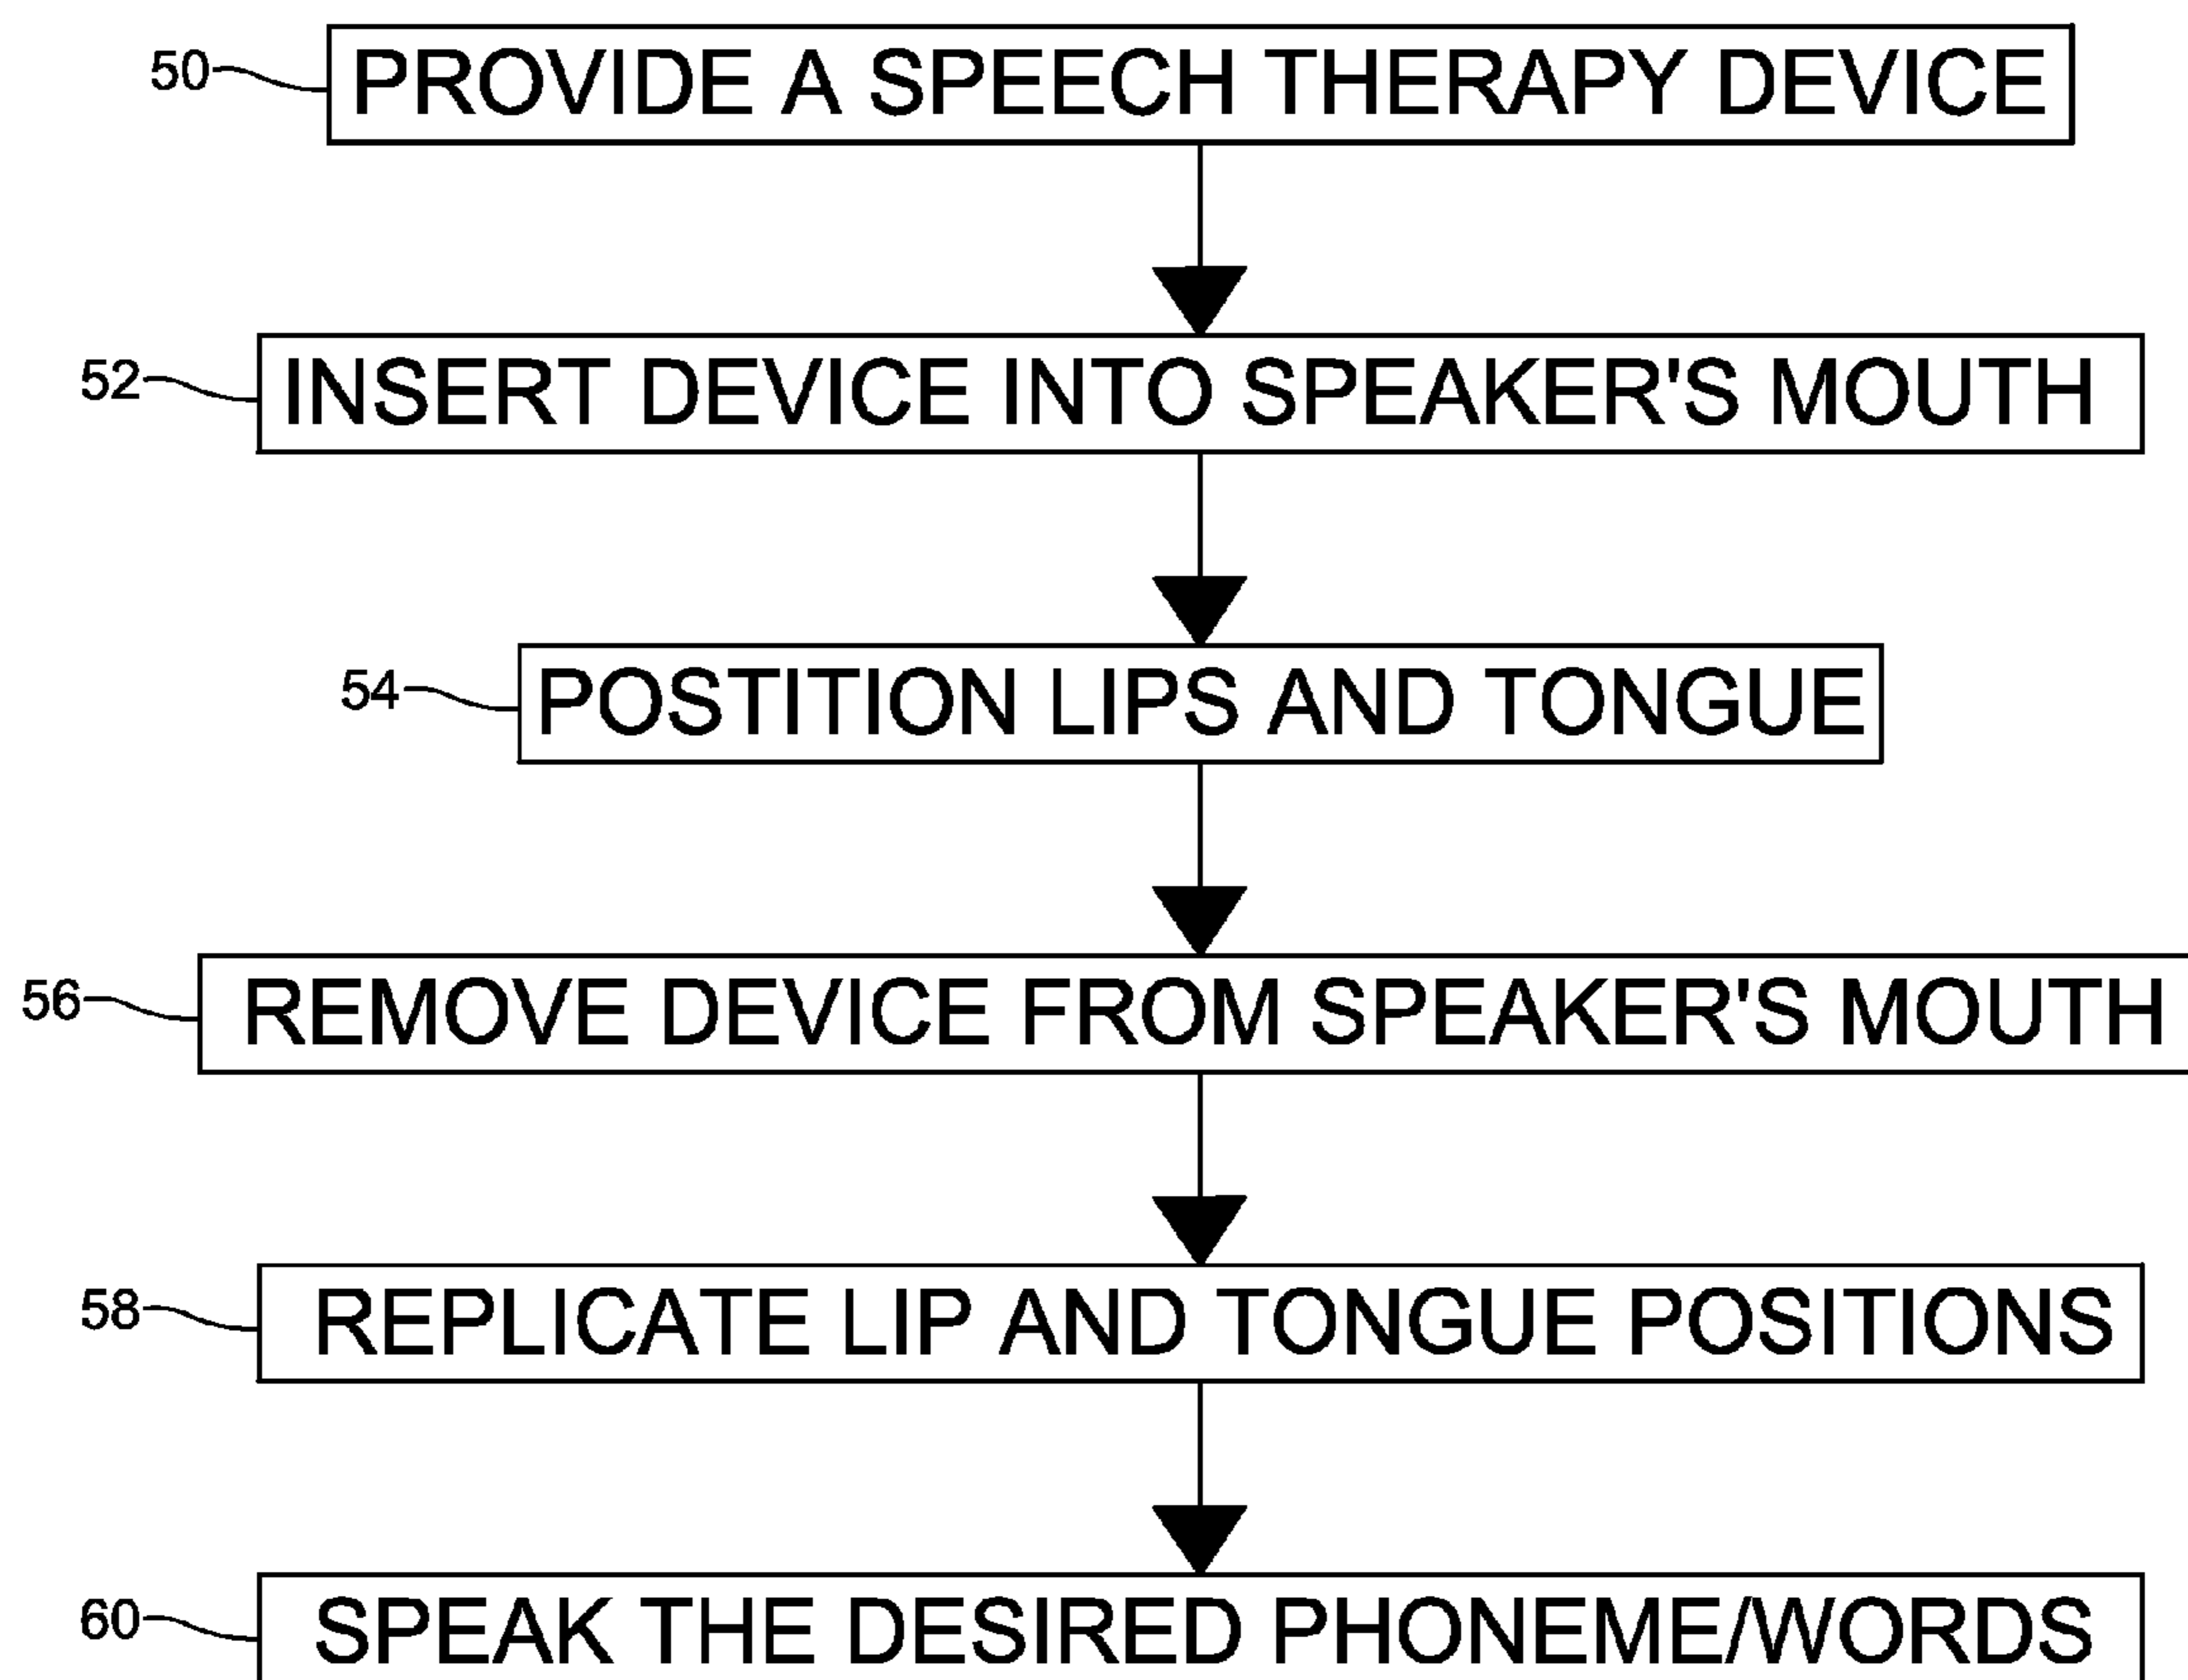 50 PROVIDE A SPEECH THERAPY DEVICE
52 INSERT DEVICE INTO SPEAKER'S MOUTH
54 POSTITION LIPS AND TONGUE
56 REMOVE DEVICE FROM SPEAKER'S MOUTH
58 REPLICATE LIP AND TONGUE POSITIONS
60 SPEAK THE DESIRED PHONEME/WORDS